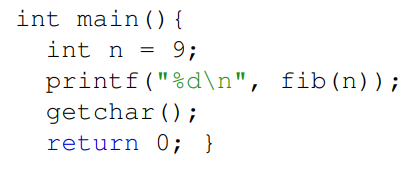 int main(){
int n = 9;
printf("%d\n", fib(n));
getchar();
return 0; }